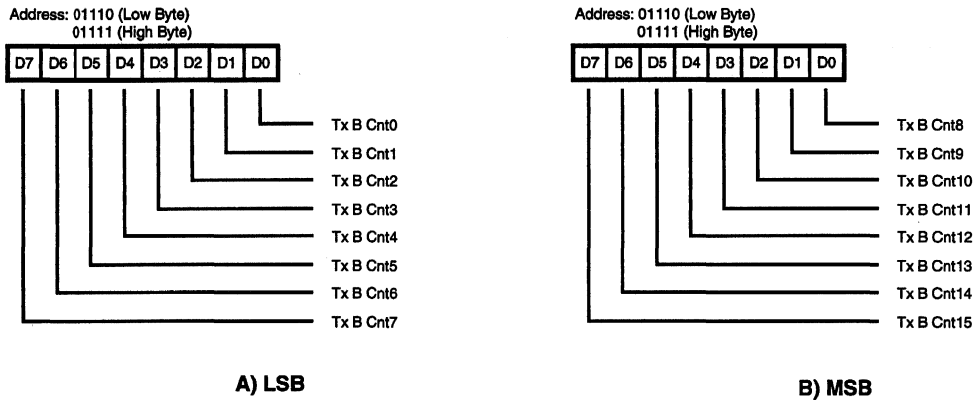 Address: 01110 (Low Byte)
01111 (High Byte)
D7 D6 D5 D4 D3 D2 D1 D0
Tx B Cnt0
Tx B Cnt1
Tx B Cnt2
Tx B Cnt3
Tx B Cnt4
Tx B Cnt5
Tx B Cnt6
Tx B Cnt7
A) LSB
Address: 01110 (Low Byte)
01111 (High Byte)
D7 D6 D5 D4 D3 D2 D1 D0
Tx B Cnt8
Tx B Cnt9
Tx B Cnt10
Tx B Cnt11
Tx B Cnt12
Tx B Cnt13
Tx B Cnt14
Tx B Cnt15
B) MSB